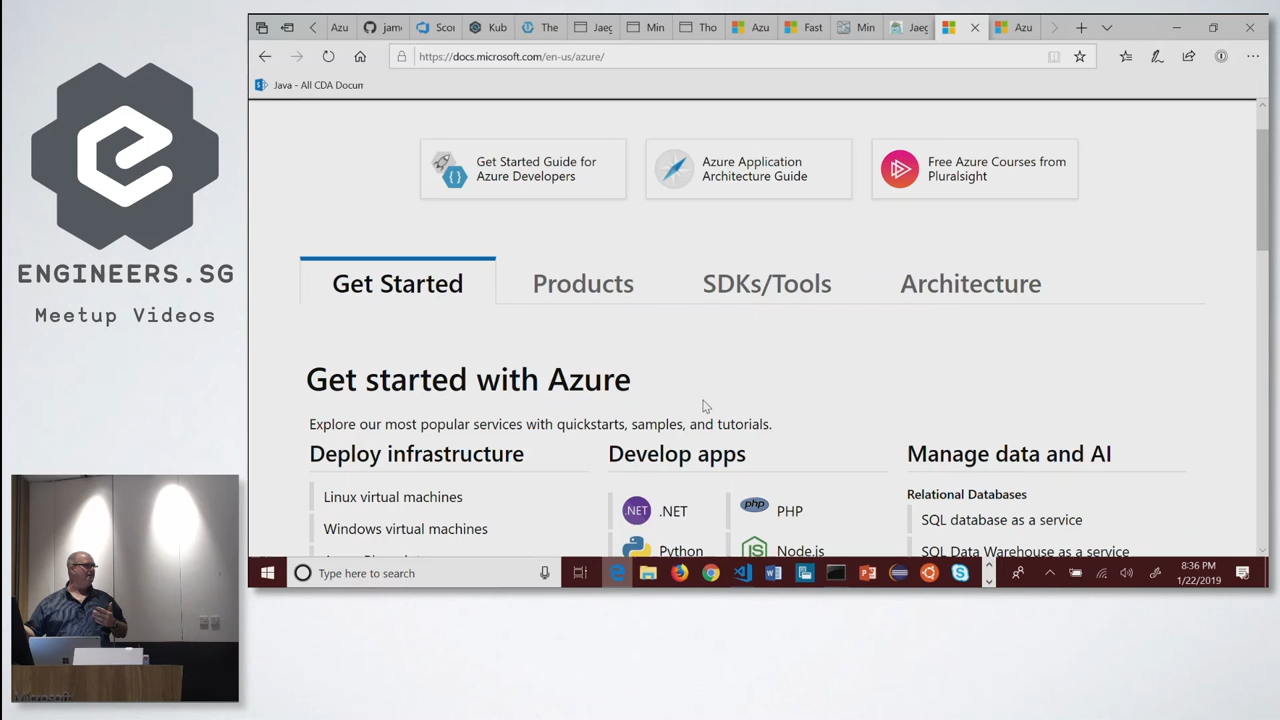 ENGINEERS.SG
Meetup Videos
Microsoft
Azu
jame
Scor
Kub
The
Jaeg
Min
Tho
Azu
Fast
Min
Jaeg
Azu
https://docs.microsoft.com/en-us/azure/
Java - All CDA Docum
Get Started Guide for
Azure Developers
Azure Application
Architecture Guide
Free Azure Courses from
Pluralsight
Get Started
Products
SDKs/Tools
Architecture
Get started with Azure
Explore our most popular services with quickstarts, samples, and tutorials.
Deploy infrastructure
Linux virtual machines
Windows virtual machines
Develop apps
.NET
.NET
php
PHP
Python
Node.js
Manage data and AI
Relational Databases
SQL database as a service
SQL Data Warehouse as a service
Type here to search
8:36 PM
1/22/2019